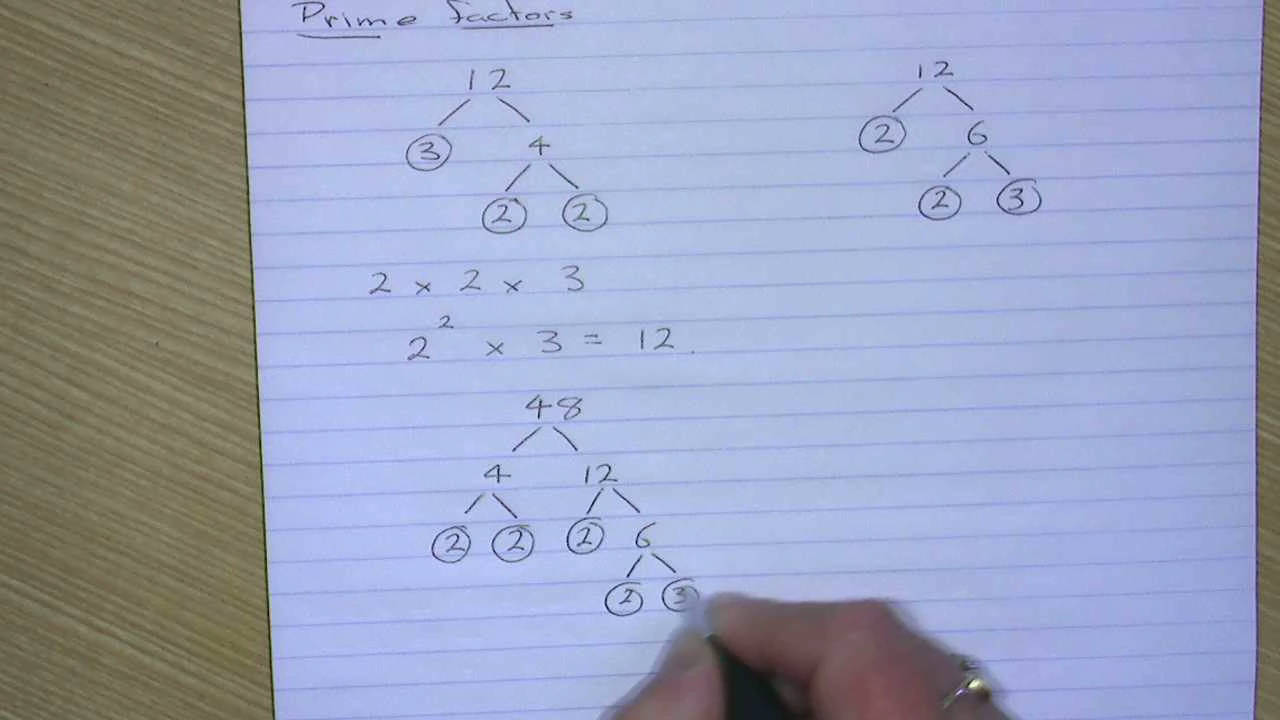 Prime factors
12 12
3 4 2 6
2 2 2 3
2 × 2 × 3
2² × 3 = 12.
48
4 12
2 2 2 6
2 3